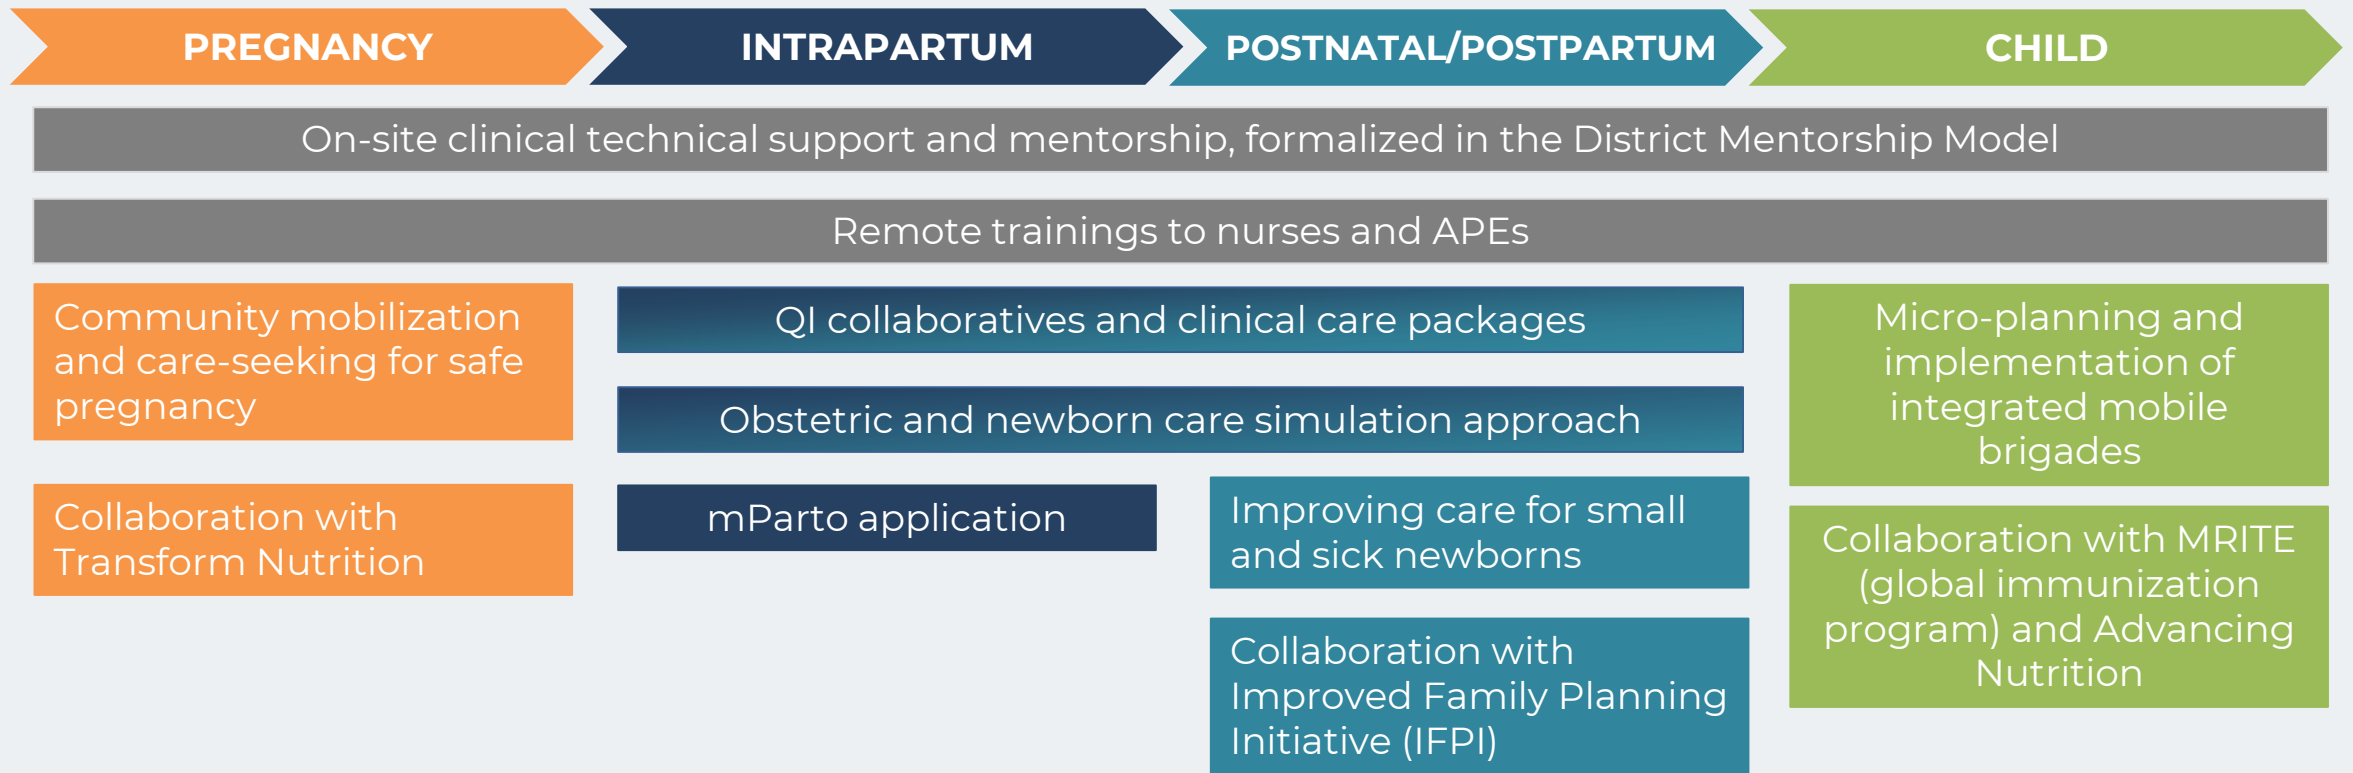 PREGNANCY
INTRAPARTUM
POSTNATAL/POSTPARTUM
CHILD
On-site clinical technical support and mentorship, formalized in the District Mentorship Model
Remote trainings to nurses and APEs
Community mobilization
and care-seeking for safe
pregnancy
Collaboration with
Transform Nutrition
QI collaboratives and clinical care packages
Obstetric and newborn care simulation approach
mParto application
Improving care for small
and sick newborns
Collaboration with
Improved Family Planning
Initiative (IFPI)
Micro-planning and
implementation of
integrated mobile
brigades
Collaboration with MRITE
(global immunization
program) and Advancing
Nutrition